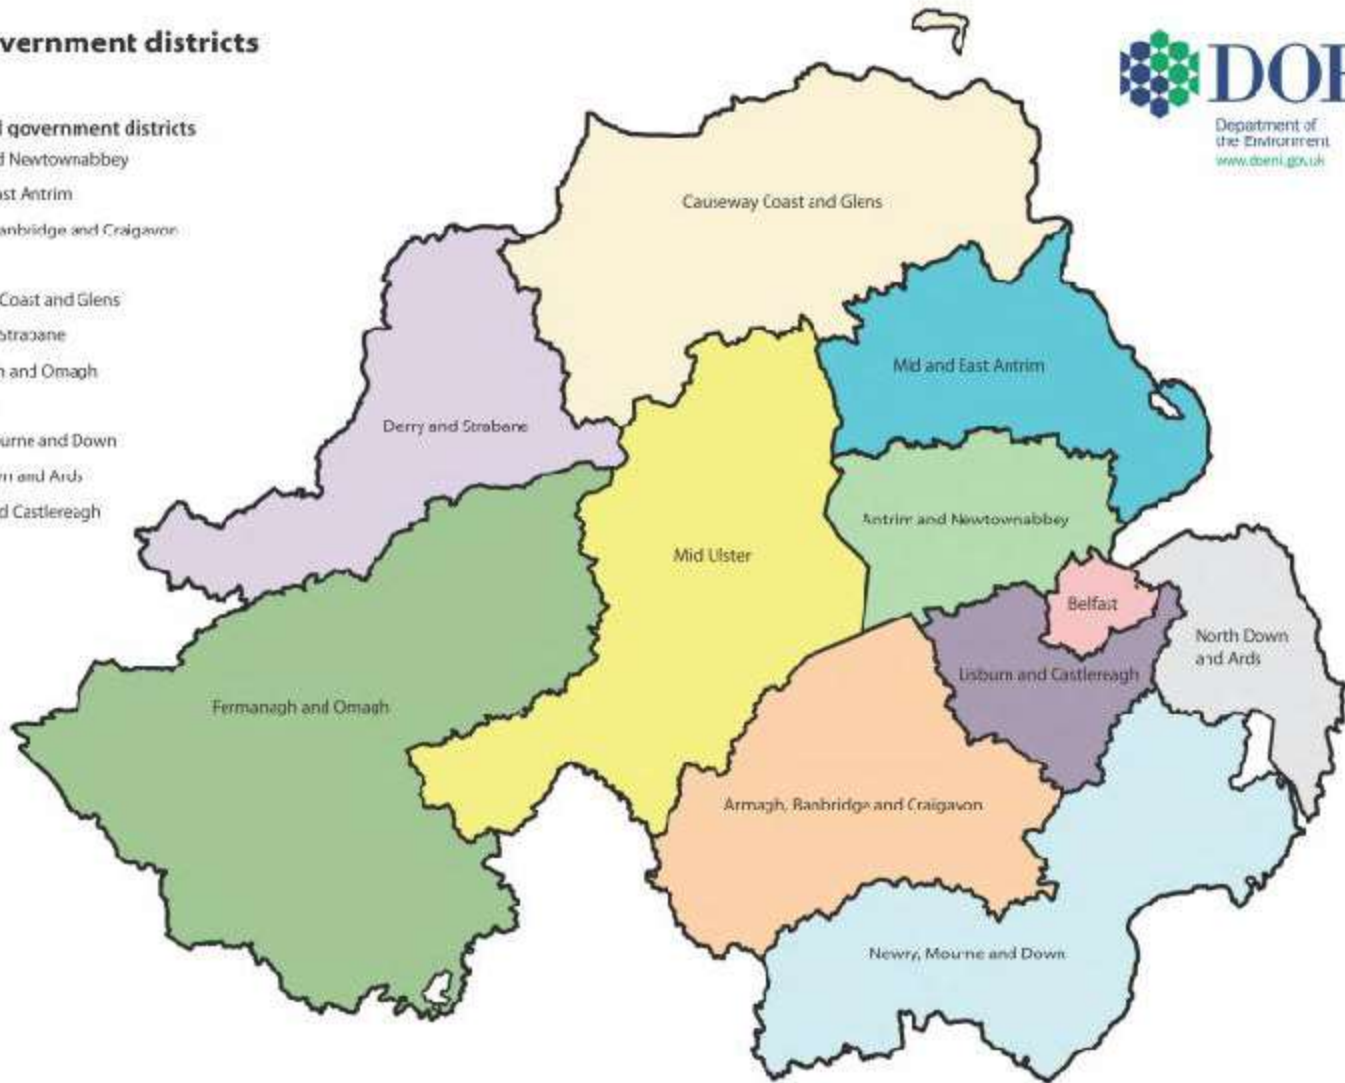 vernment districts
l government districts
d Newtownabbey
ast Antrim
anbridge and Craigavon
Coast and Glens
Strabane
h and Omagh
urne and Down
n and Ards
d Castlereagh
DOE
Department of
the Environment
www.doeni.gov.uk
Causeway Coast and Glens
Mid and East Antrim
Derry and Strabane
Antrim and Newtownabbey
Mid Ulster
Belfast
North Down
and Ards
Lisburn and Castlereagh
Fermanagh and Omagh
Armagh, Banbridge and Craigavon
Newry, Mourne and Down